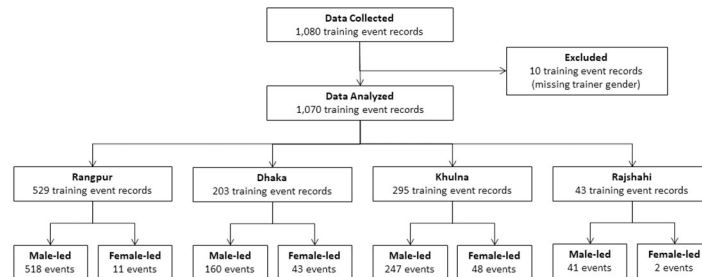 Data Collected
1,080 training event records
Excluded
10 training event records
(missing trainer gender)
Data Analyzed
1,070 training event records
Rangpur
529 training event records
Dhaka
203 training event records
Khulna
295 training event records
Rajshahi
43 training event records
Male-led
518 events
Female-led
11 events
Male-led
160 events
Female-led
43 events
Male-led
247 events
Female-led
48 events
Male-led
41 events
Female-led
2 events